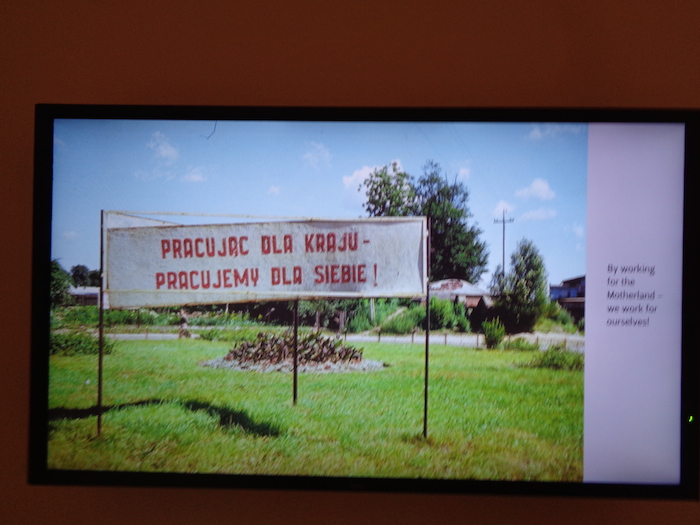 PRACUJĄC DLA KRAJU -
PRACUJEMY DLA SIEBIE !
By working
for the
Motherland –
we work for
ourselves!